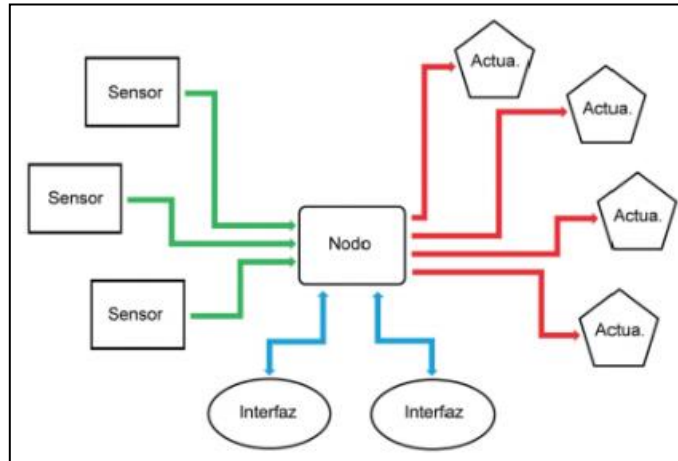 Actua.
Sensor
Actua.
Sensor
Actua.
Nodo
Sensor
Actua.
Interfaz
Interfaz